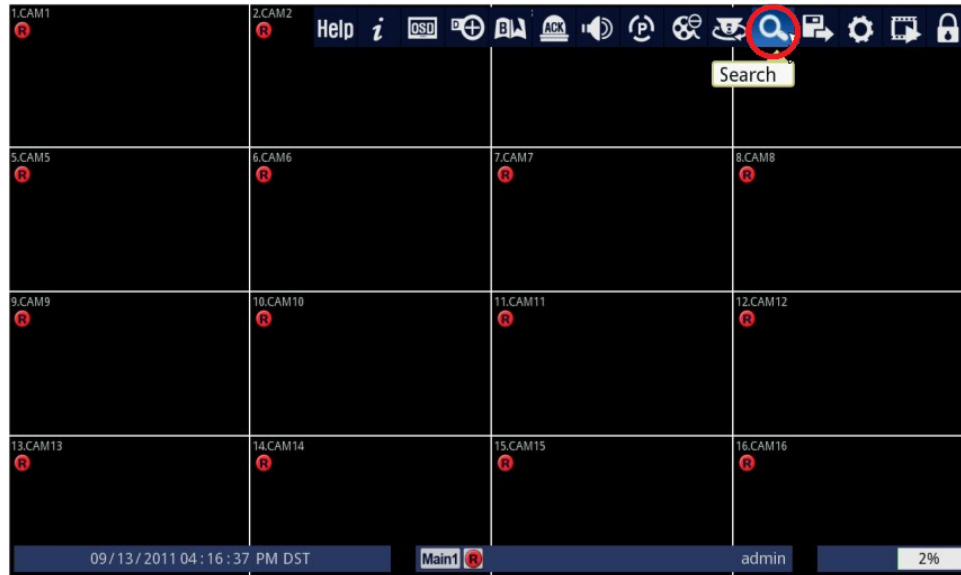 1.CAM1
R
2.CAM2
R
Help i OSD D BW ACK P
Search
5.CAM5
R
6.CAM6
R
7.CAM7
R
8.CAM8
R
9.CAM9
R
10.CAM10
R
11.CAM11
R
12.CAM12
R
13.CAM13
R
14.CAM14
R
15.CAM15
R
16.CAM16
R
09/13/2011 04:16:37 PM DST
Main1 R
admin
2%